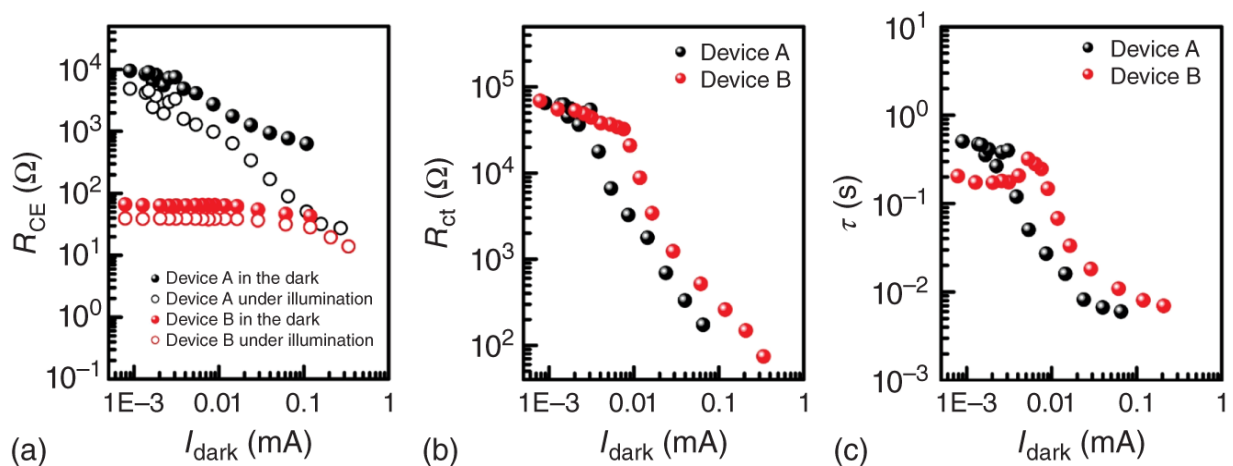 R_CE (Ω)
10^4
10^3
10^2
10^1
10^0
10^−1
Device A in the dark
Device A under illumination
Device B in the dark
Device B under illumination
1E−3 0.01 0.1 1
I_dark (mA)
(a)
R_ct (Ω)
10^5
10^4
10^3
10^2
Device A
Device B
1E−3 0.01 0.1 1
I_dark (mA)
(b)
τ (s)
10^1
10^0
10^−1
10^−2
10^−3
Device A
Device B
1E−3 0.01 0.1 1
I_dark (mA)
(c)